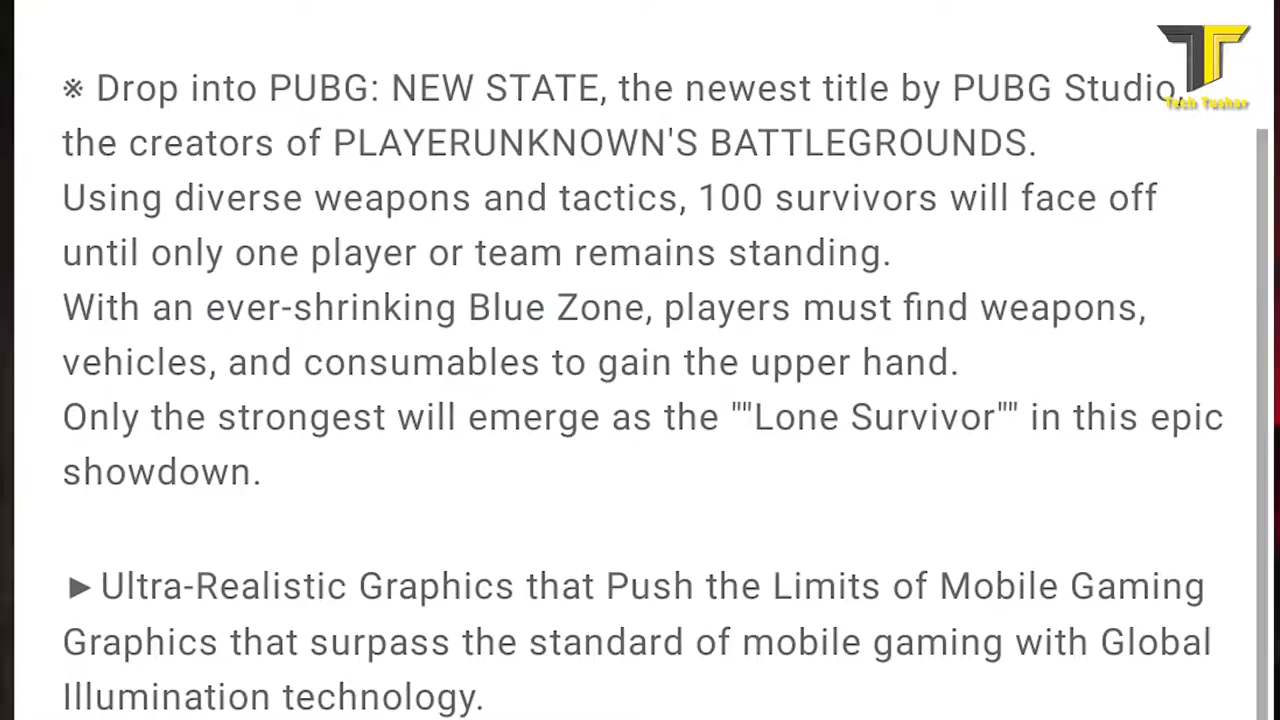 ※ Drop into PUBG: NEW STATE, the newest title by PUBG Studio,
the creators of PLAYERUNKNOWN'S BATTLEGROUNDS.
Using diverse weapons and tactics, 100 survivors will face off
until only one player or team remains standing.
With an ever-shrinking Blue Zone, players must find weapons,
vehicles, and consumables to gain the upper hand.
Only the strongest will emerge as the ""Lone Survivor"" in this epic
showdown.
►Ultra-Realistic Graphics that Push the Limits of Mobile Gaming
Graphics that surpass the standard of mobile gaming with Global
Illumination technology.
TT
Tech Tushar